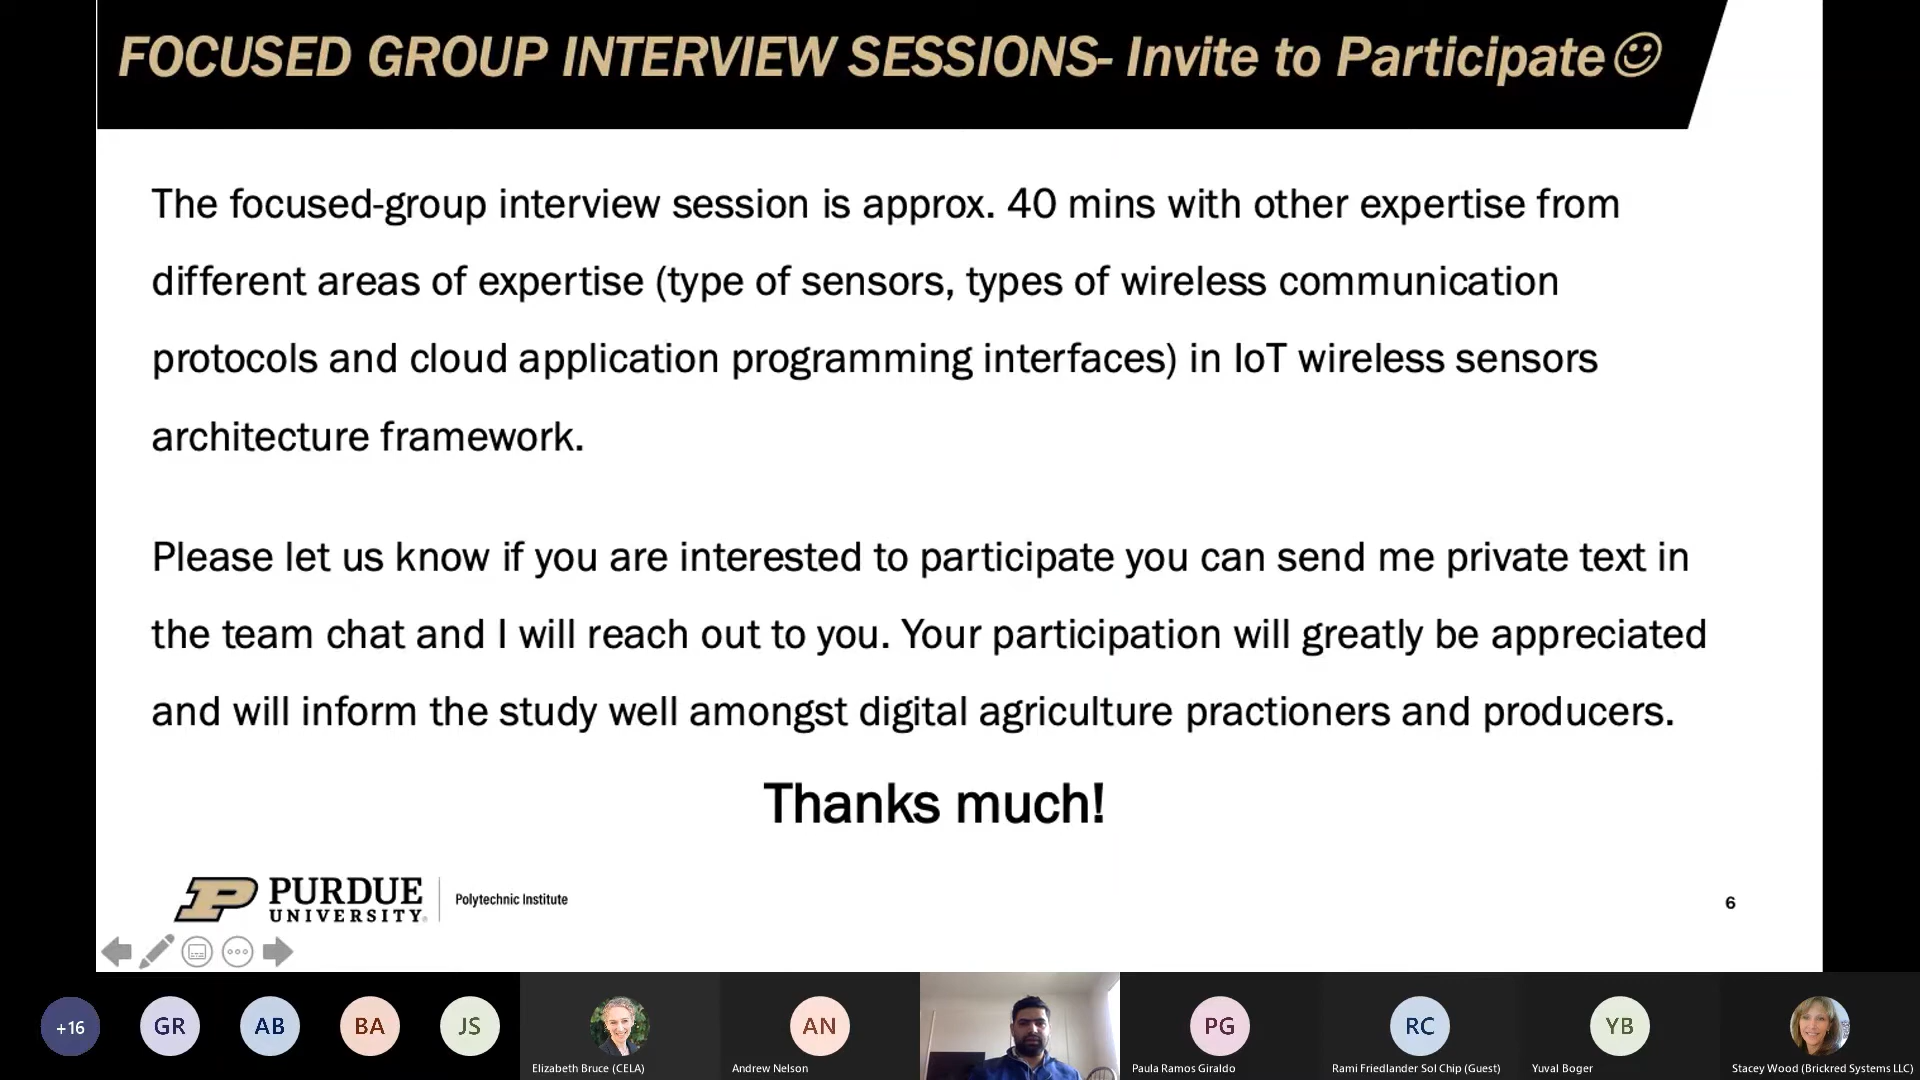 FOCUSED GROUP INTERVIEW SESSIONS- Invite to Participate☺
The focused-group interview session is approx. 40 mins with other expertise from
different areas of expertise (type of sensors, types of wireless communication
protocols and cloud application programming interfaces) in IoT wireless sensors
architecture framework.
Please let us know if you are interested to participate you can send me private text in
the team chat and I will reach out to you. Your participation will greatly be appreciated
and will inform the study well amongst digital agriculture practioners and producers.
Thanks much!
PURDUE
UNIVERSITY®
Polytechnic Institute
6
+16
GR
AB
BA
JS
Elizabeth Bruce (CELA)
AN
Andrew Nelson
PG
Paula Ramos Giraldo
RC
Rami Friedlander Sol Chip (Guest)
YB
Yuval Boger
Stacey Wood (Brickred Systems LLC)